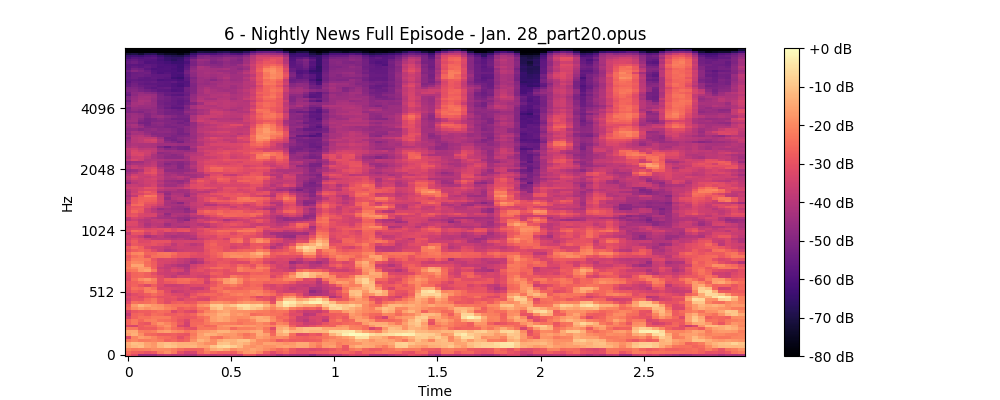 6 - Nightly News Full Episode - Jan. 28_part20.opus
Hz
4096
2048
1024
512
0
0
0.5
1
1.5
2
2.5
Time
+0 dB
-10 dB
-20 dB
-30 dB
-40 dB
-50 dB
-60 dB
-70 dB
-80 dB